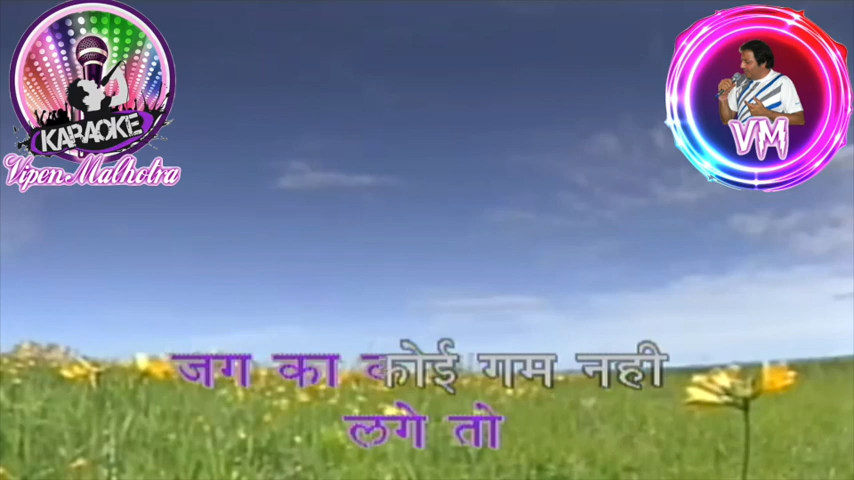 KARAOKE
Vipen Malhotra
VM
जग का कोई गम नही
लगे तो